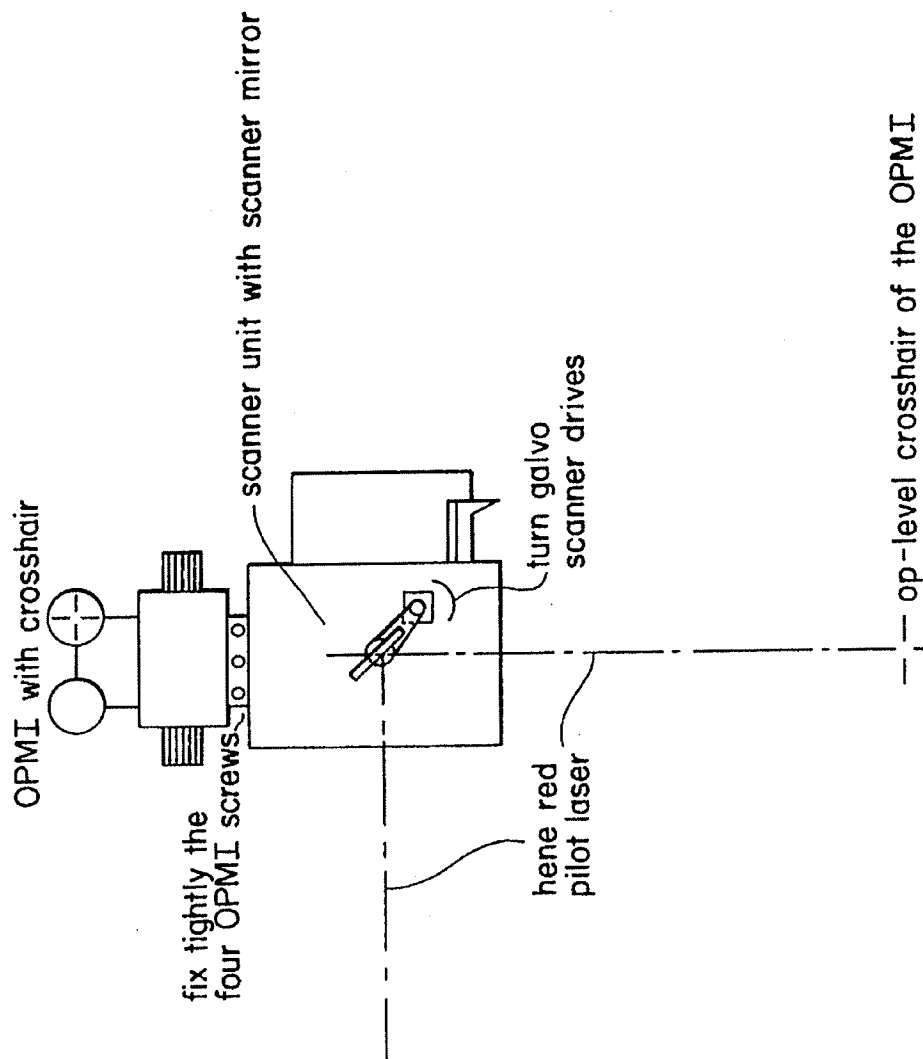 OPMI with crosshair
fix tightly the
four OPMI screws
scanner unit with scanner mirror
turn galvo
scanner drives
hene red
pilot laser
op-level crosshair of the OPMI